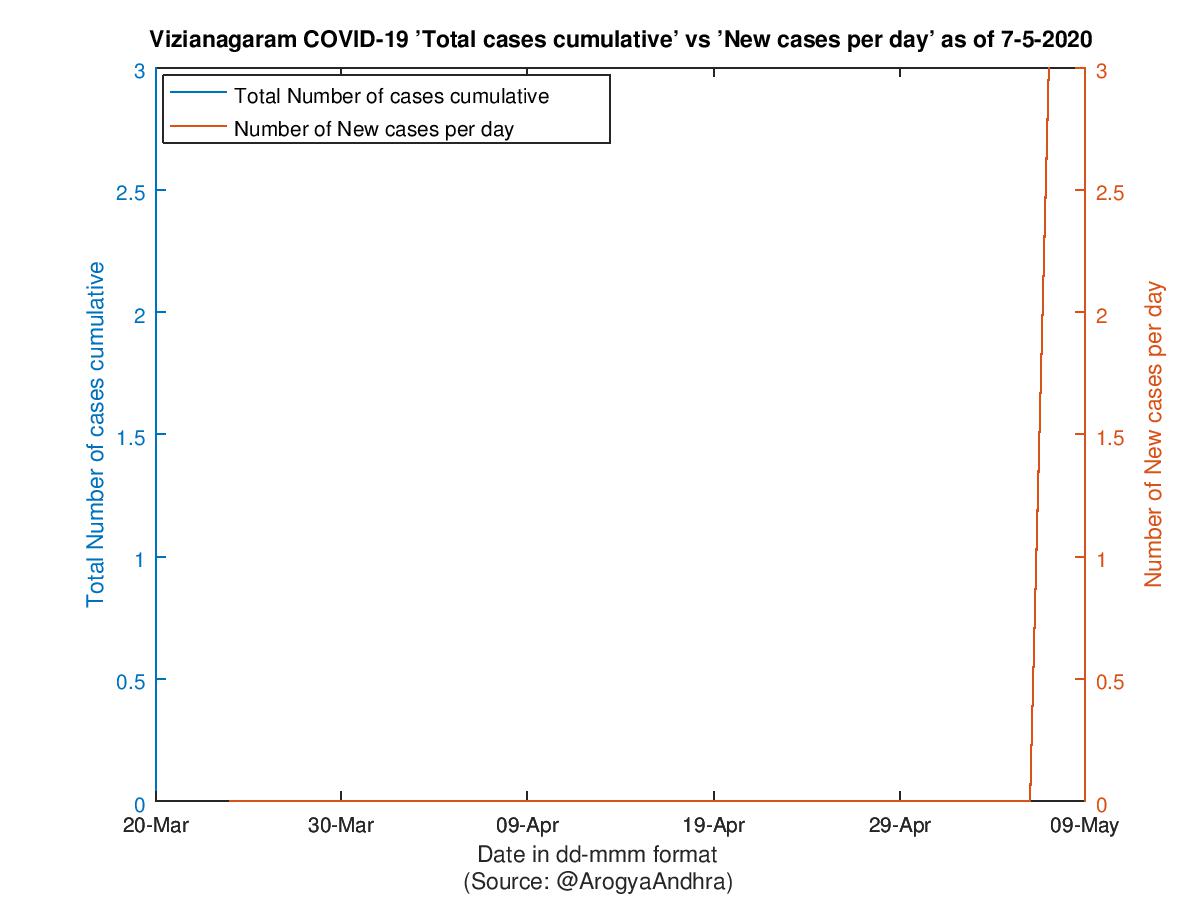 Vizianagaram COVID-19 ’Total cases cumulative’ vs ’New cases per day’ as of 7-5-2020
Total Number of cases cumulative
Number of New cases per day
3
2.5
2
1.5
1
0.5
0
Total Number of cases cumulative
3
2.5
2
1.5
1
0.5
0
Number of New cases per day
20-Mar 30-Mar 09-Apr 19-Apr 29-Apr 09-May
Date in dd-mmm format
(Source: @ArogyaAndhra)